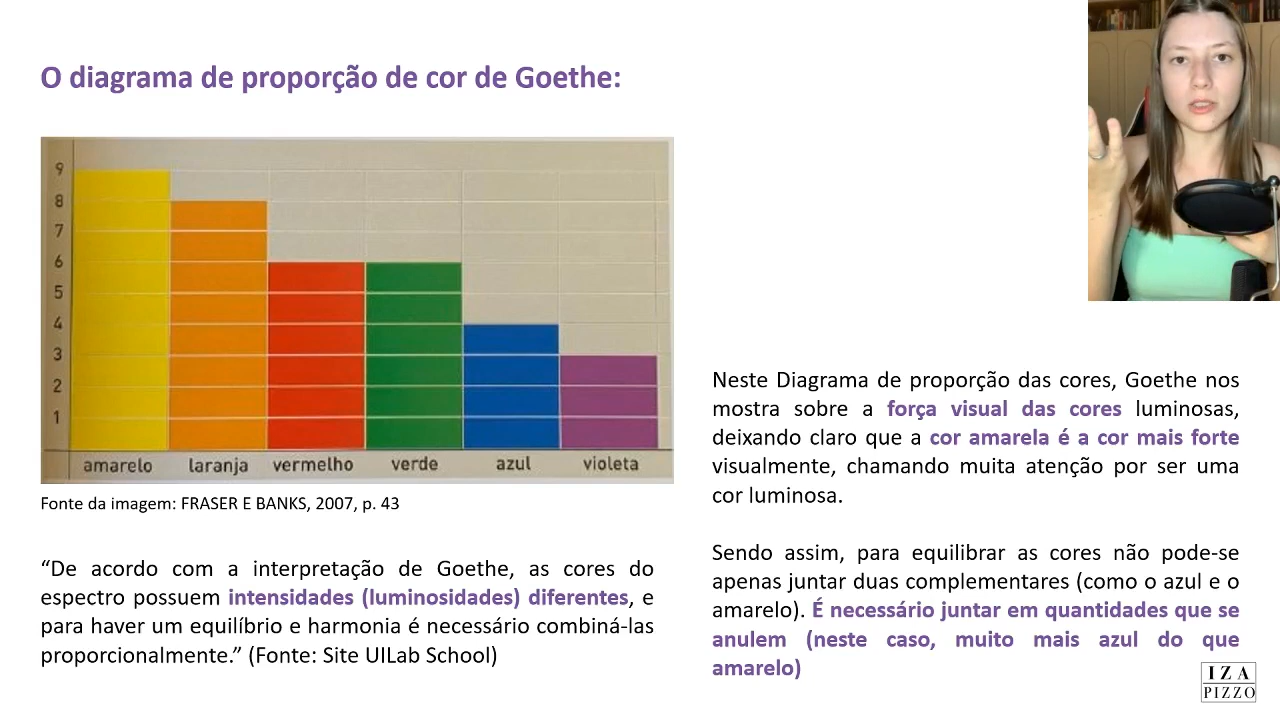 O diagrama de proporção de cor de Goethe:
9
8
7
6
5
4
3
2
1
amarelo laranja vermelho verde azul violeta
Fonte da imagem: FRASER E BANKS, 2007, p. 43
“De acordo com a interpretação de Goethe, as cores do
espectro possuem intensidades (luminosidades) diferentes, e
para haver um equilíbrio e harmonia é necessário combiná-las
proporcionalmente.” (Fonte: Site UILab School)
Neste Diagrama de proporção das cores, Goethe nos
mostra sobre a força visual das cores luminosas,
deixando claro que a cor amarela é a cor mais forte
visualmente, chamando muita atenção por ser uma
cor luminosa.
Sendo assim, para equilibrar as cores não pode-se
apenas juntar duas complementares (como o azul e o
amarelo). É necessário juntar em quantidades que se
anulem (neste caso, muito mais azul do que
amarelo)
IZA
PIZZO